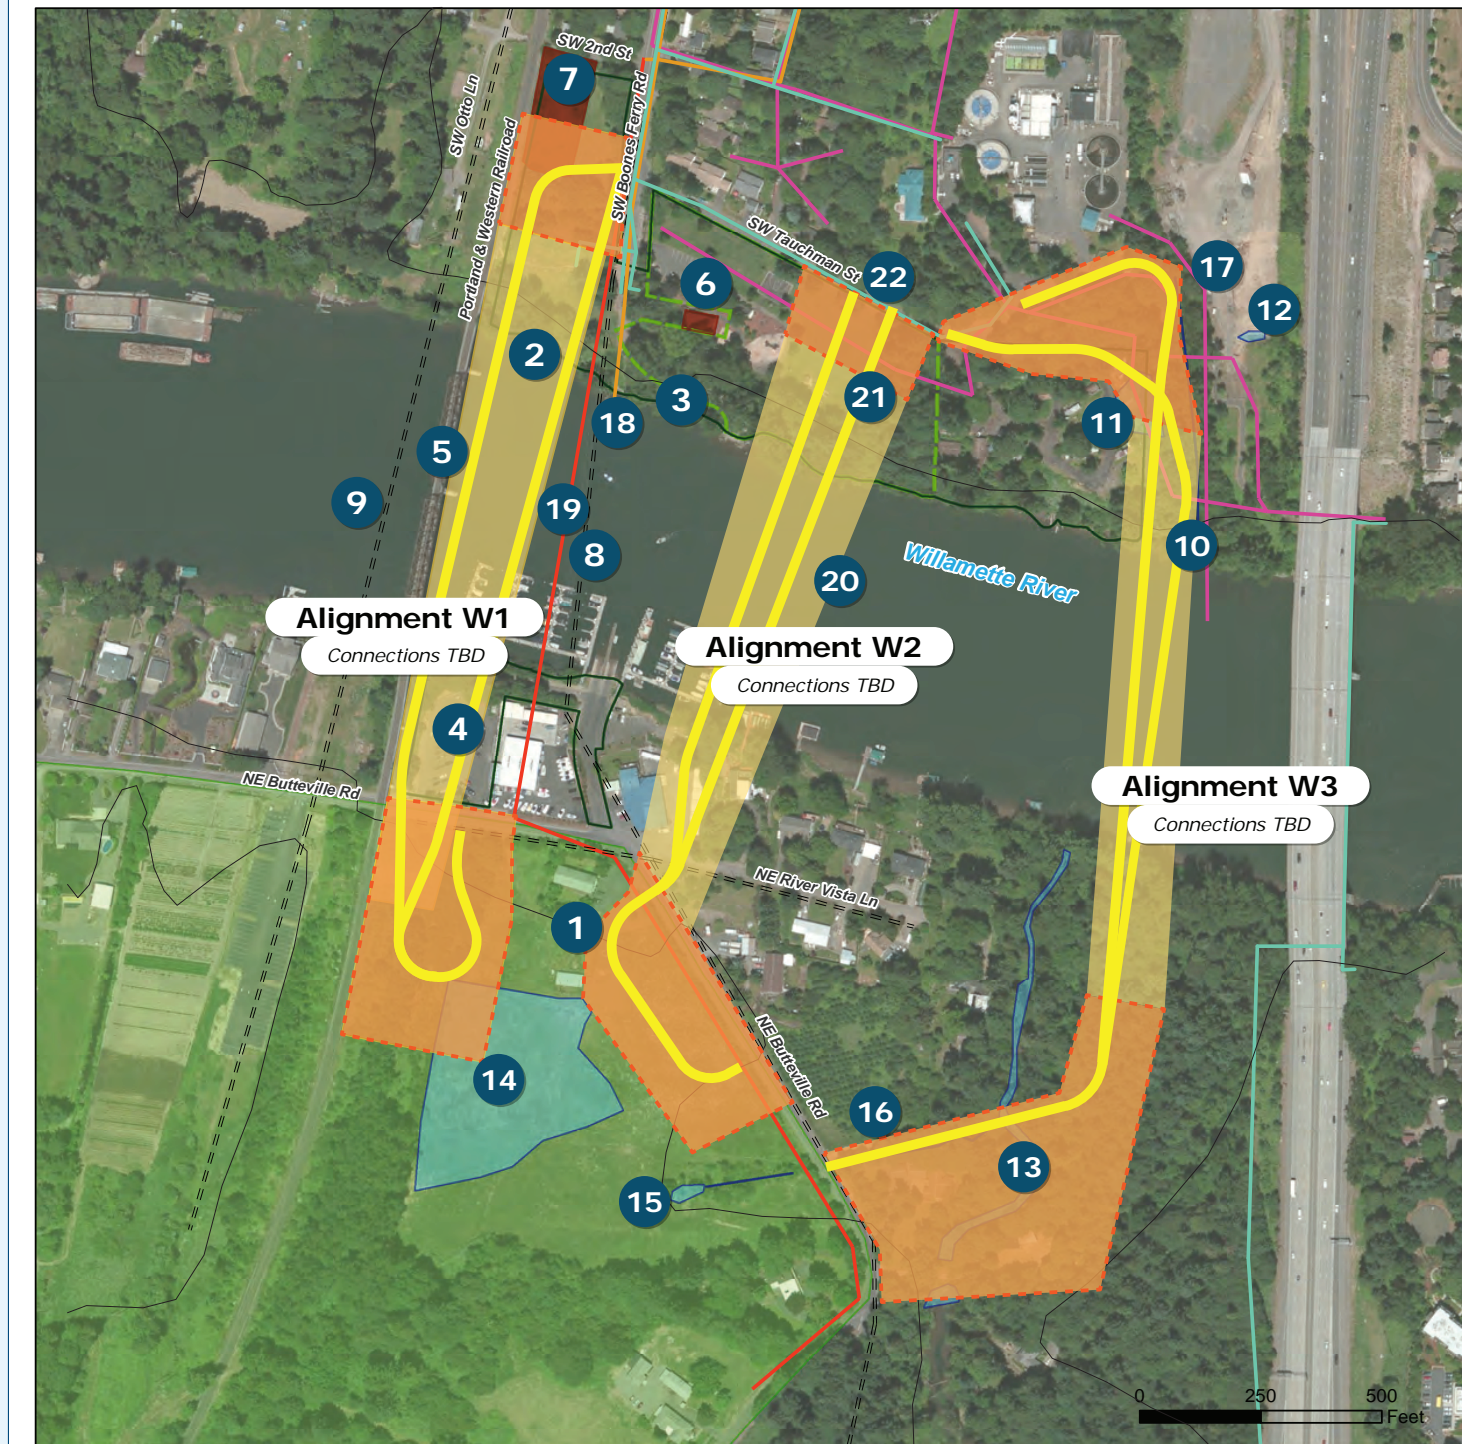 SW 2nd St
7
SW Otto Ln
SW Boones Ferry Rd
Portland & Western Railroad
SW Tauchman St
22
17
6
12
2
21
3
18
11
5
9
19
8
10
20
Willamette River
Alignment W1
Connections TBD
Alignment W2
Connections TBD
4
NE Butteville Rd
Alignment W3
Connections TBD
NE River Vista Ln
1
NE Butteville Rd
14
16
13
15
0 250 500
Feet